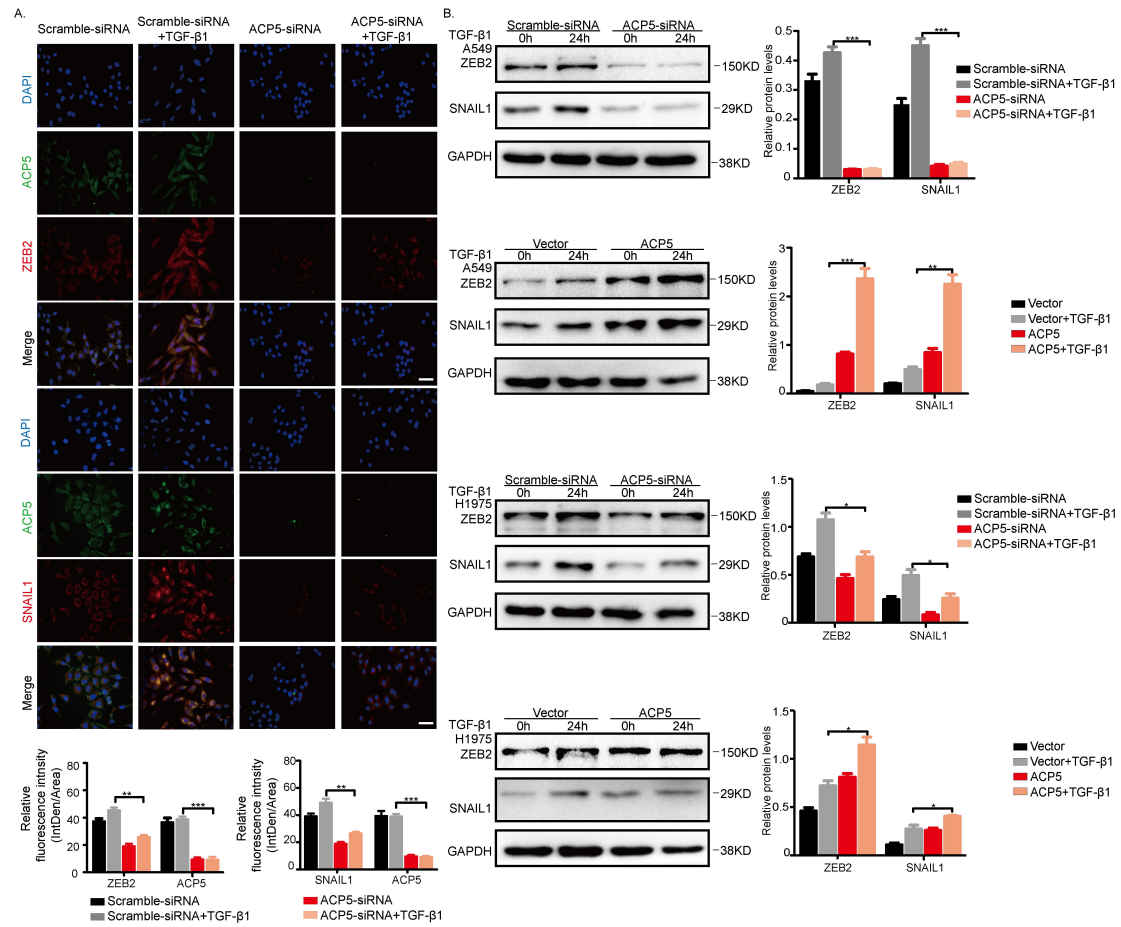 A.
Scramble-siRNA
Scramble-siRNA
+TGF-β1
ACP5-siRNA
ACP5-siRNA
+TGF-β1
DAPI
ACP5
ZEB2
Merge
DAPI
ACP5
SNAIL1
Merge
Relative
fluorescence intnsity
(IntDen/Area)
80
60
40
20
0
**
***
ZEB2
ACP5
Relative
fluorescence intnsity
(IntDen/Area)
80
60
40
20
0
**
***
SNAIL1
ACP5
Scramble-siRNA
Scramble-siRNA+TGF-β1
ACP5-siRNA
ACP5-siRNA+TGF-β1
B.
Scramble-siRNA ACP5-siRNA
TGF-β1 0h 24h 0h 24h
A549
ZEB2
150KD
SNAIL1
29KD
GAPDH
38KD
Relative protein levels
0.5
0.4
0.3
0.2
0.1
0
***
***
ZEB2
SNAIL1
Scramble-siRNA
Scramble-siRNA+TGF-β1
ACP5-siRNA
ACP5-siRNA+TGF-β1
Vector ACP5
TGF-β1 0h 24h 0h 24h
A549
ZEB2
150KD
SNAIL1
29KD
GAPDH
38KD
Relative protein levels
3
2
1
0
***
**
ZEB2
SNAIL1
Vector
Vector+TGF-β1
ACP5
ACP5+TGF-β1
Scramble-siRNA ACP5-siRNA
TGF-β1 0h 24h 0h 24h
H1975
ZEB2
150KD
SNAIL1
29KD
GAPDH
38KD
Relative protein levels
1.5
1.0
0.5
0.0
*
*
ZEB2
SNAIL1
Scramble-siRNA
Scramble-siRNA+TGF-β1
ACP5-siRNA
ACP5-siRNA+TGF-β1
Vector ACP5
TGF-β1 0h 24h 0h 24h
H1975
ZEB2
150KD
SNAIL1
29KD
GAPDH
38KD
Relative protein levels
1.5
1.0
0.5
0.0
*
*
ZEB2
SNAIL1
Vector
Vector+TGF-β1
ACP5
ACP5+TGF-β1